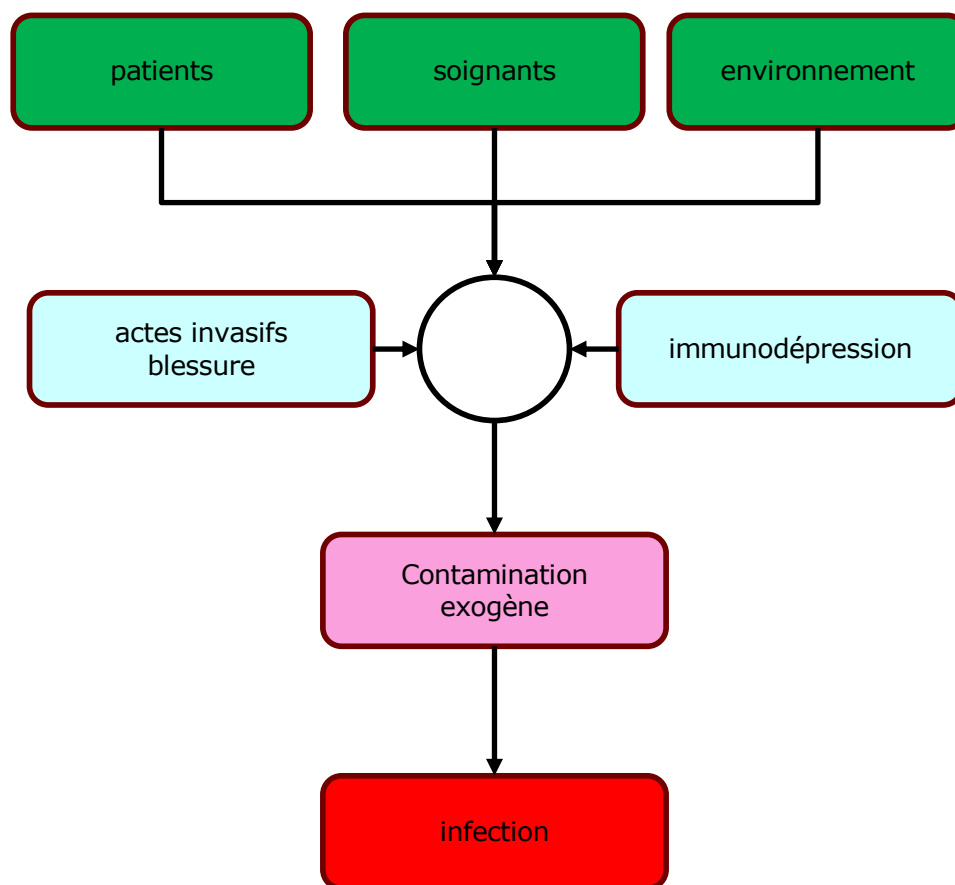 patients
soignants
environnement
actes invasifs
blessure
immunodépression
Contamination
exogène
infection